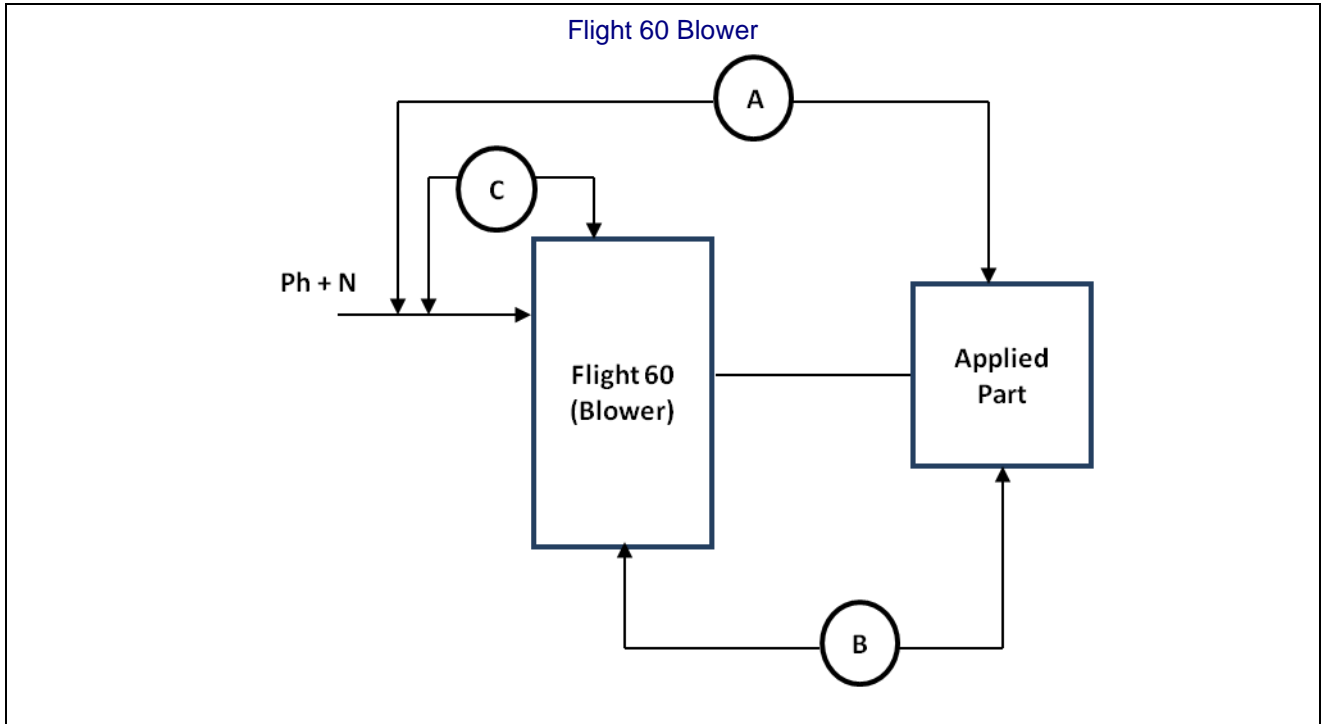 Flight 60 Blower
A
C
Ph + N
Flight 60
(Blower)
Applied
Part
B